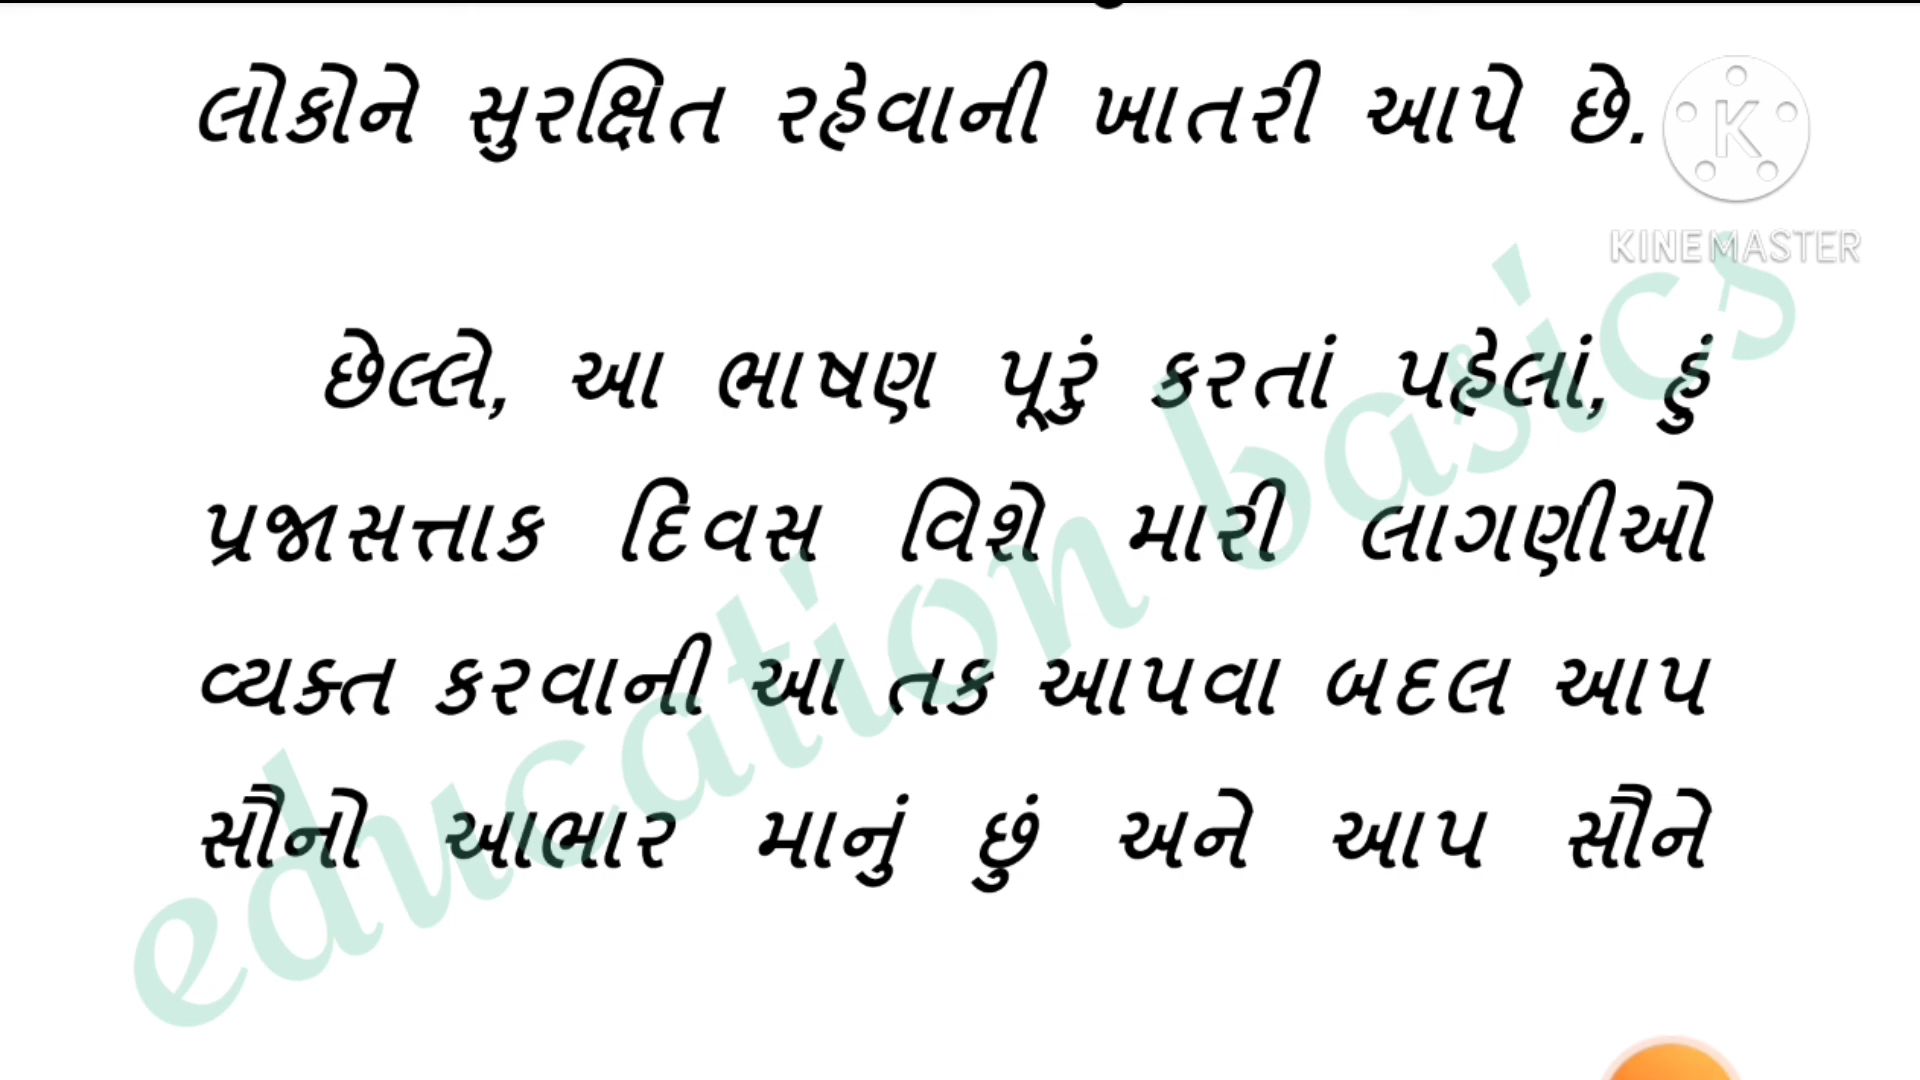 લોકોને સુરક્ષિત રહેવાની ખાતરી આપે છે.
KINEMASTER
છેલ્લે, આ ભાષણ પૂરું કરતાં પહેલાં, હું
પ્રજાસત્તાક દિવસ વિશે મારી લાગણીઓ
વ્યક્ત કરવાની આ તક આપવા બદલ આપ
સૌનો આભાર માનું છું અને આપ સૌને
education basics